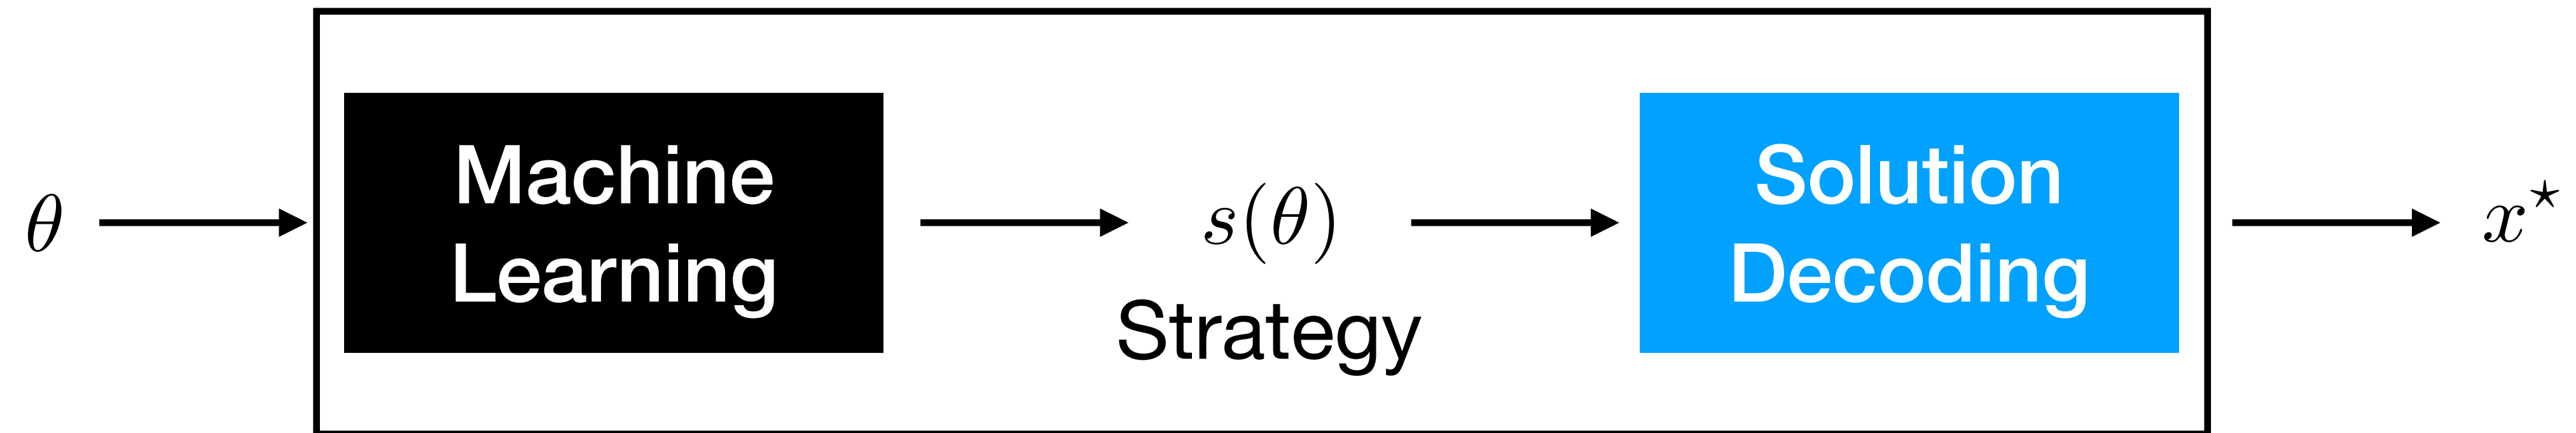 θ
Machine
Learning
s(θ)
Strategy
Solution
Decoding
x⋆